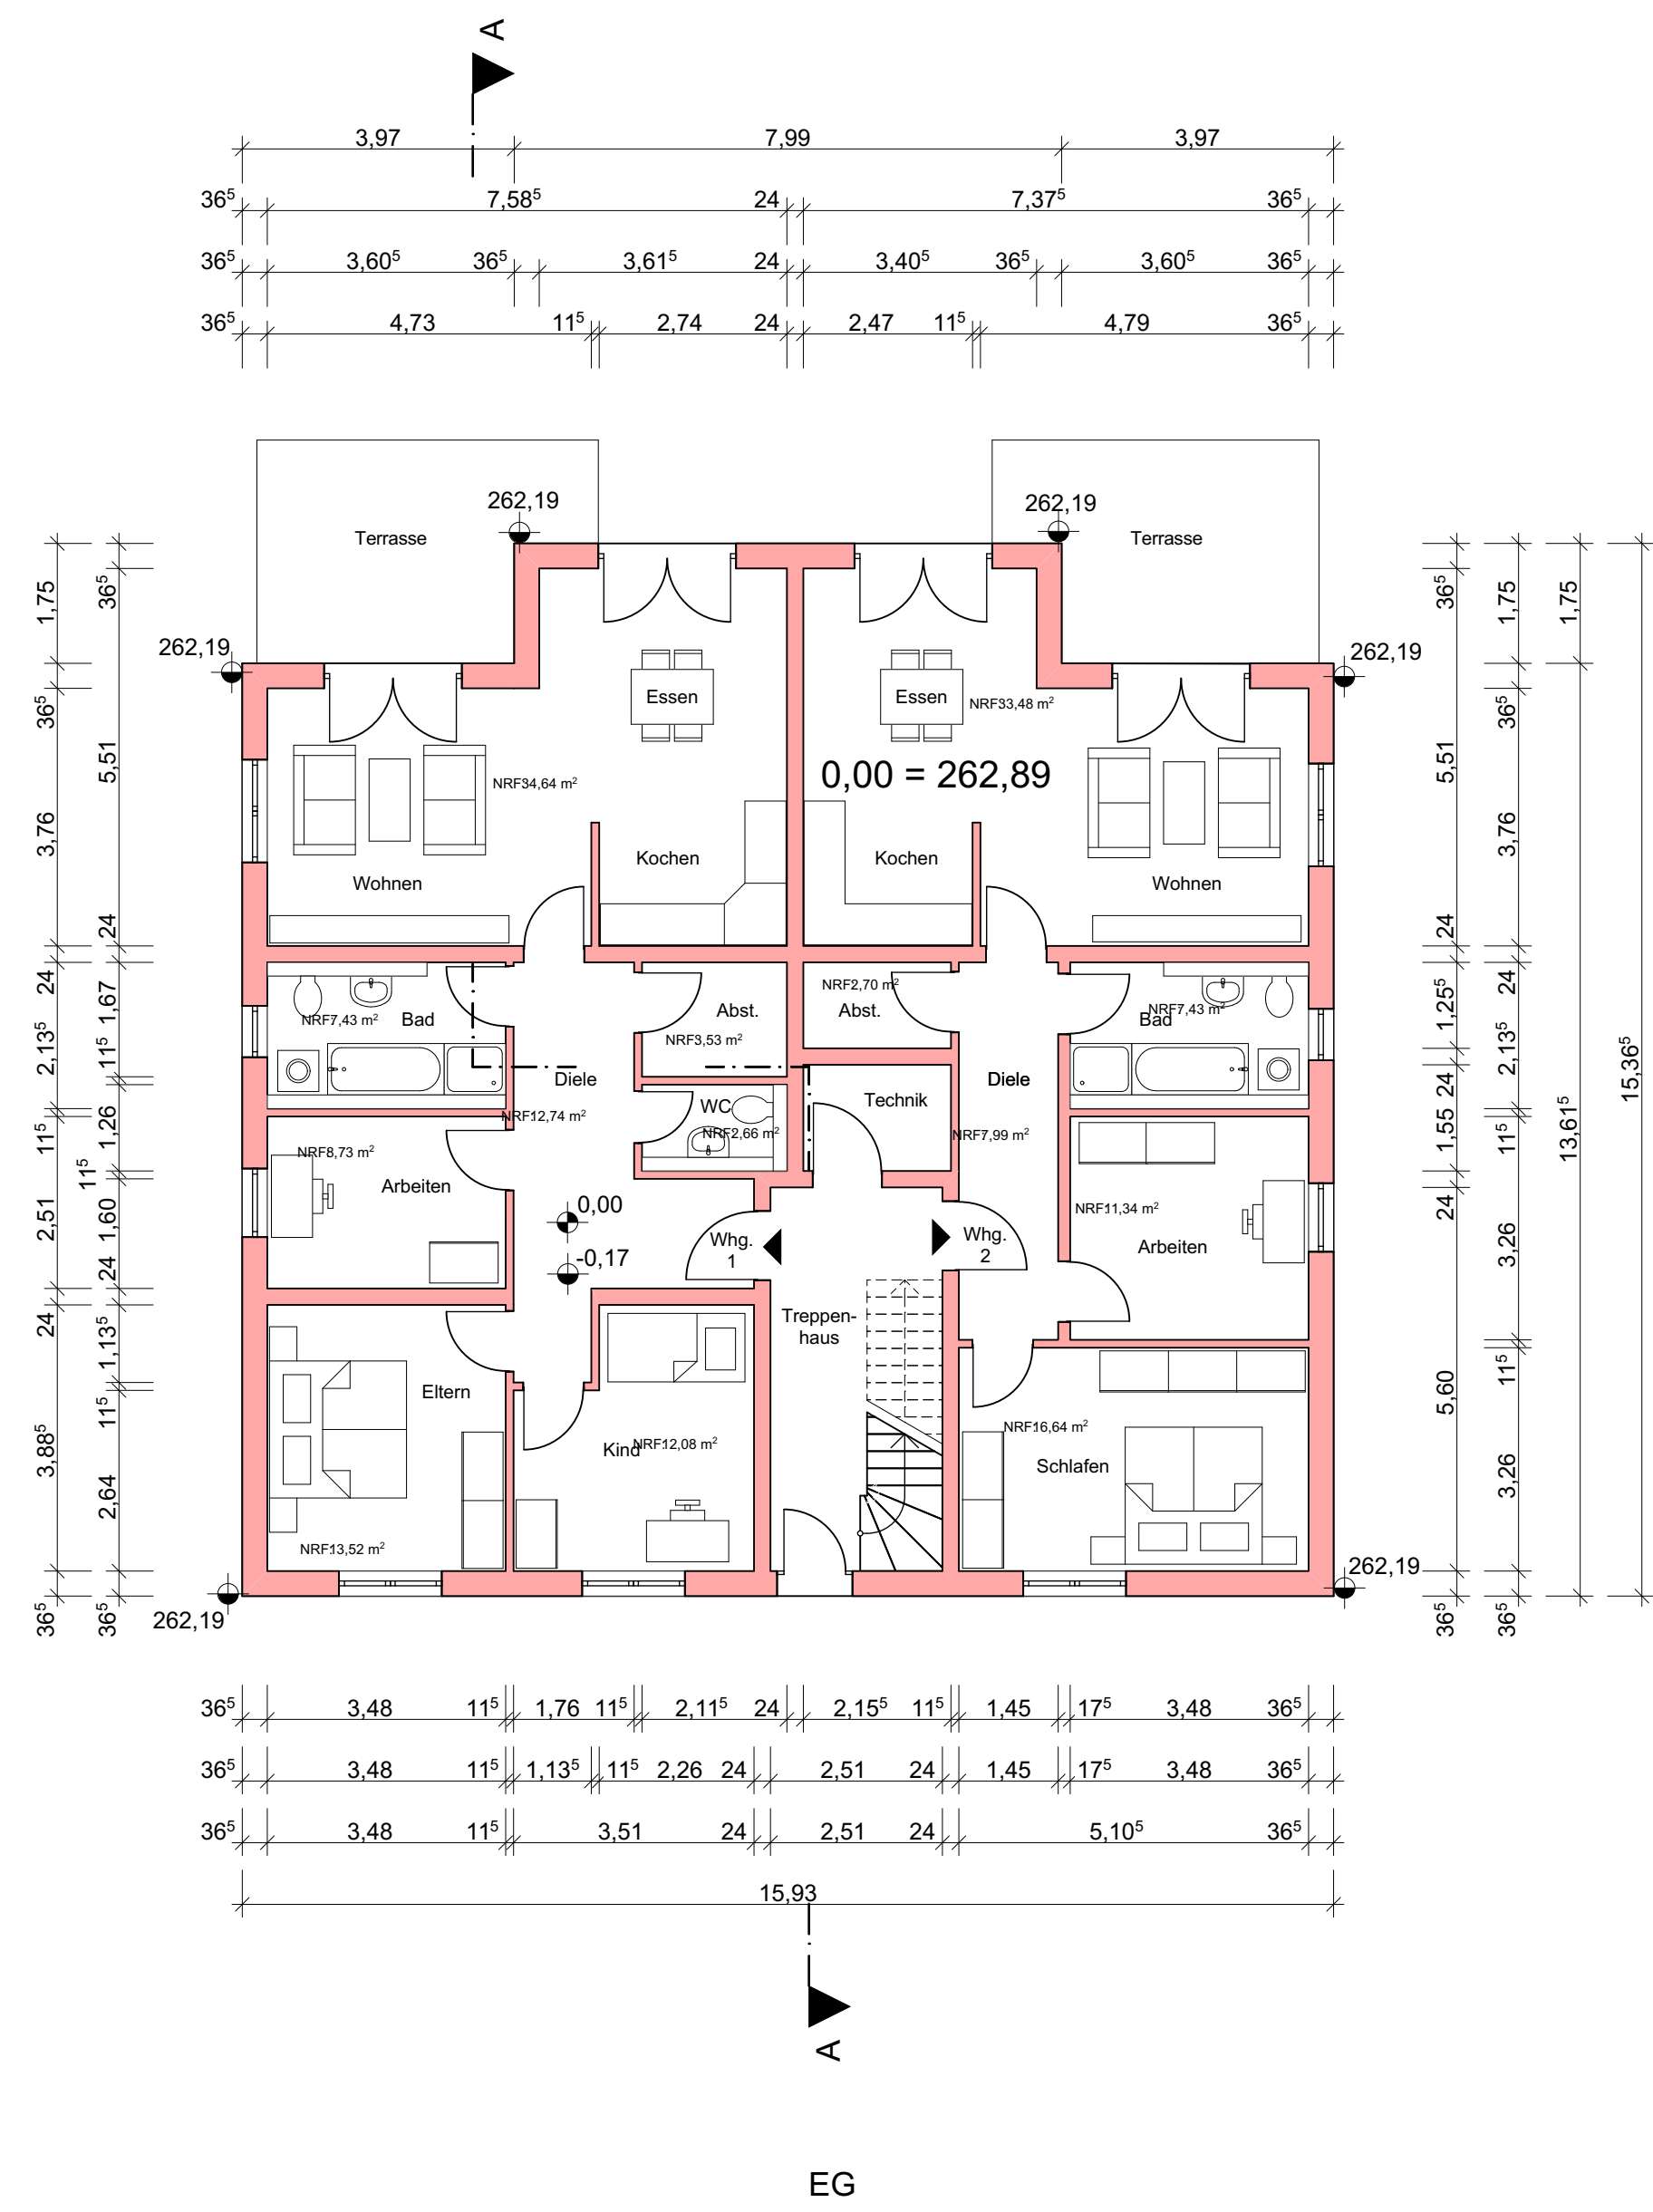 A
3,97 7,99 3,97
36⁵ 7,58⁵ 24 7,37⁵ 36⁵
36⁵ 3,60⁵ 36⁵ 3,61⁵ 24 3,40⁵ 36⁵ 3,60⁵ 36⁵
36⁵ 4,73 11⁵ 2,74 24 2,47 11⁵ 4,79 36⁵
262,19
262,19
Terrasse
Terrasse
262,19
262,19
Essen
Essen
NRF33,48 m²
NRF34,64 m²
0,00 = 262,89
Kochen
Kochen
Wohnen
Wohnen
NRF7,43 m²
Bad
Abst.
NRF3,53 m²
NRF2,70 m²
Abst.
NRF7,43 m²
Bad
Diele
NRF12,74 m²
WC
NRF2,66 m²
Technik
Diele
NRF7,99 m²
NRF8,73 m²
Arbeiten
NRF11,34 m²
Arbeiten
0,00
-0,17
Whg.
1
Whg.
2
Treppen-
haus
Eltern
NRF13,52 m²
Kind
NRF12,08 m²
NRF16,64 m²
Schlafen
262,19
262,19
1,75
36⁵
3,76
24
2,13⁵
11⁵
2,51
24
3,88⁵
36⁵
36⁵
5,51
24
1,67
11⁵
1,26
11⁵
1,60
24
1,13⁵
11⁵
2,64
36⁵
36⁵
5,51
24
1,25⁵
24
1,55
24
5,60
36⁵
1,75
36⁵
3,76
24
2,13⁵
11⁵
3,26
11⁵
3,26
36⁵
1,75
13,61⁵
15,36⁵
36⁵ 3,48 11⁵ 1,76 11⁵ 2,11⁵ 24 2,15⁵ 11⁵ 1,45 17⁵ 3,48 36⁵
36⁵ 3,48 11⁵ 1,13⁵ 11⁵ 2,26 24 2,51 24 1,45 17⁵ 3,48 36⁵
36⁵ 3,48 11⁵ 3,51 24 2,51 24 5,10⁵ 36⁵
15,93
A
EG